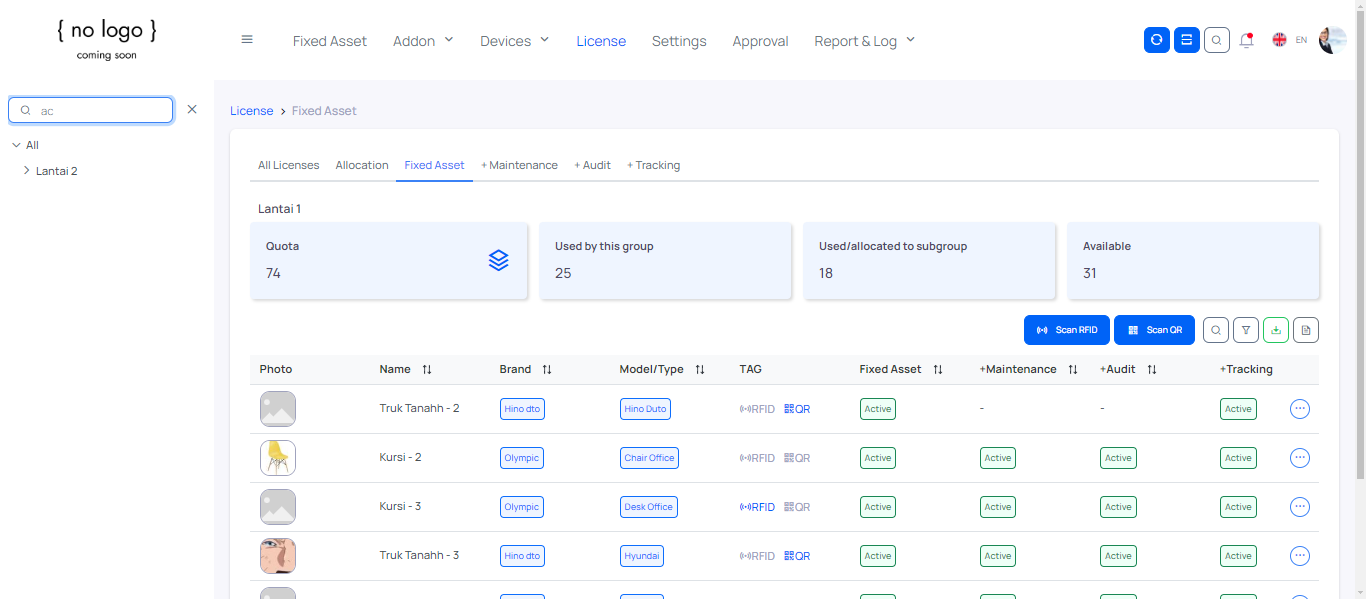 { no logo }
coming soon
Fixed Asset Addon Devices License Settings Approval Report & Log EN
ac
All
Lantai 2
License > Fixed Asset
All Licenses Allocation Fixed Asset + Maintenance + Audit + Tracking
Lantai 1
Quota Used by this group Used/allocated to subgroup Available
74 25 18 31
Scan RFID Scan QR
Photo Name Brand Model/Type TAG Fixed Asset +Maintenance +Audit +Tracking
Truk Tanahh - 2 Hino dto Hino Duto RFID QR Active - - Active
Kursi - 2 Olympic Chair Office RFID QR Active Active Active Active
Kursi - 3 Olympic Desk Office RFID QR Active Active Active Active
Truk Tanahh - 3 Hino dto Hyundai RFID QR Active Active Active Active